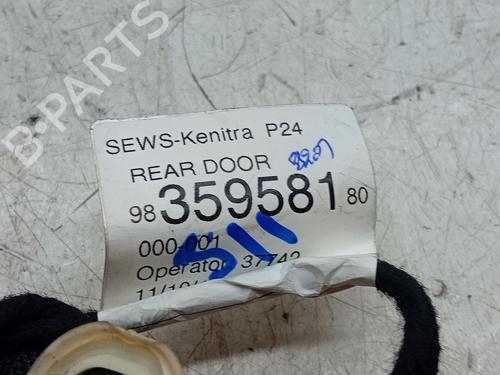 B-PARTS
SEWS-Kenitra P24
REAR DOOR
98 359581 80
000-001
Operator 37742